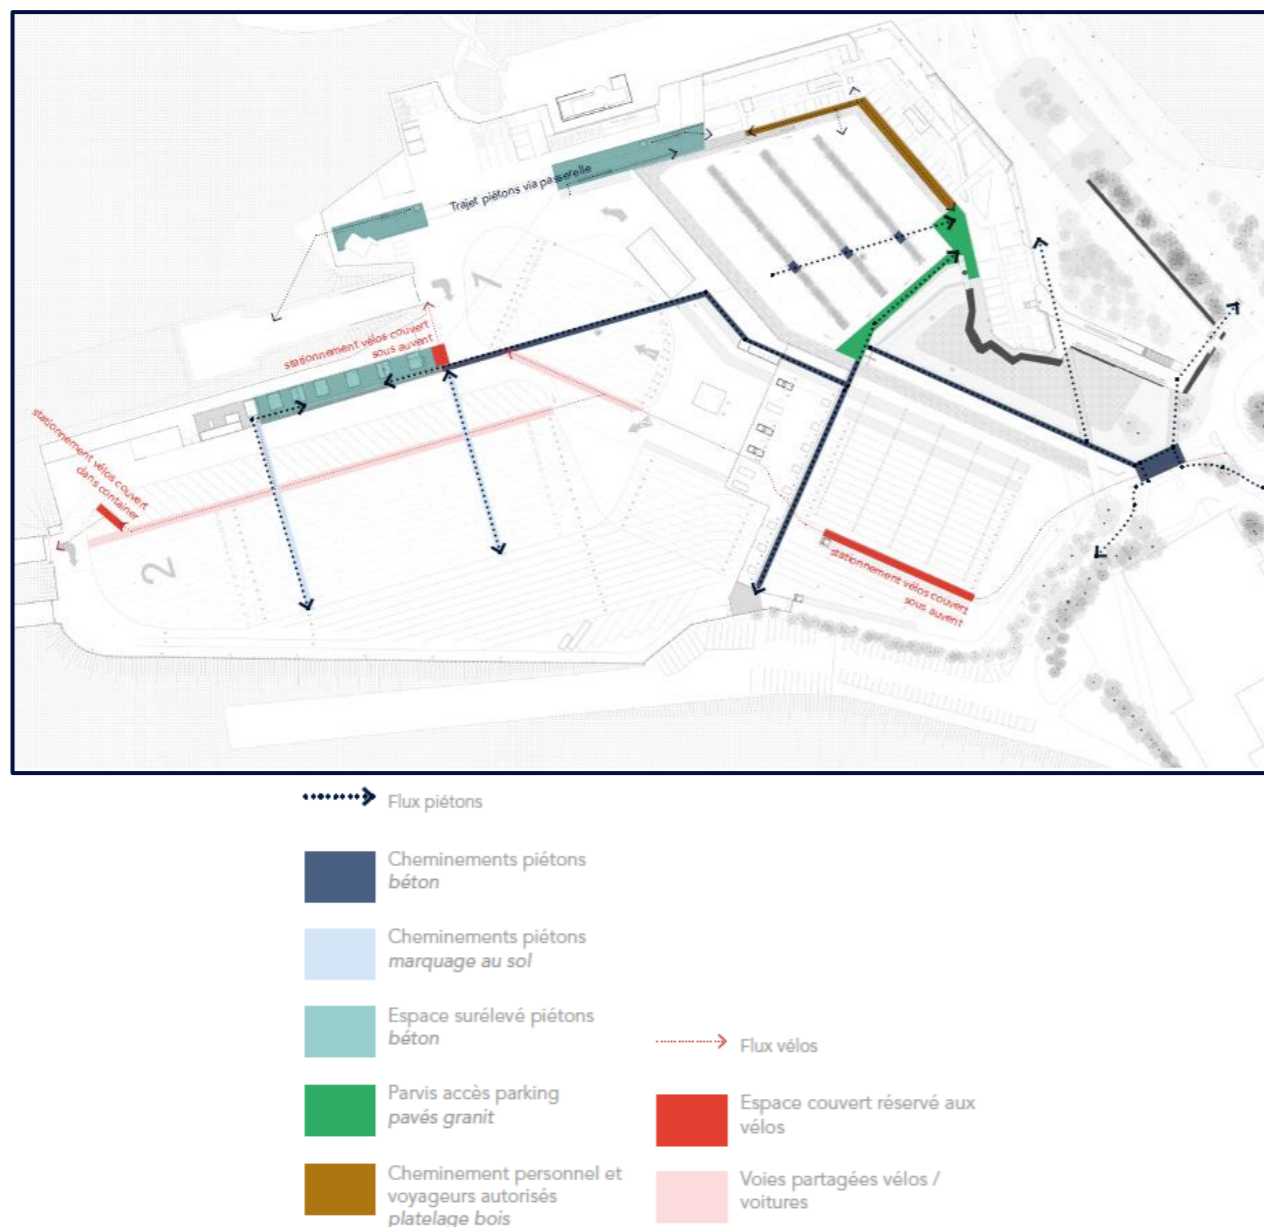 Trajet piétons via passerelle
1
stationnement vélos couvert
sous auvent
stationnement vélos couvert
dans container
2
stationnement vélos couvert
sous auvent
Flux piétons
Cheminements piétons
béton
Cheminements piétons
marquage au sol
Espace surélevé piétons
béton
Parvis accès parking
pavés granit
Cheminement personnel et
voyageurs autorisés
platelage bois
Flux vélos
Espace couvert réservé aux
vélos
Voies partagées vélos /
voitures